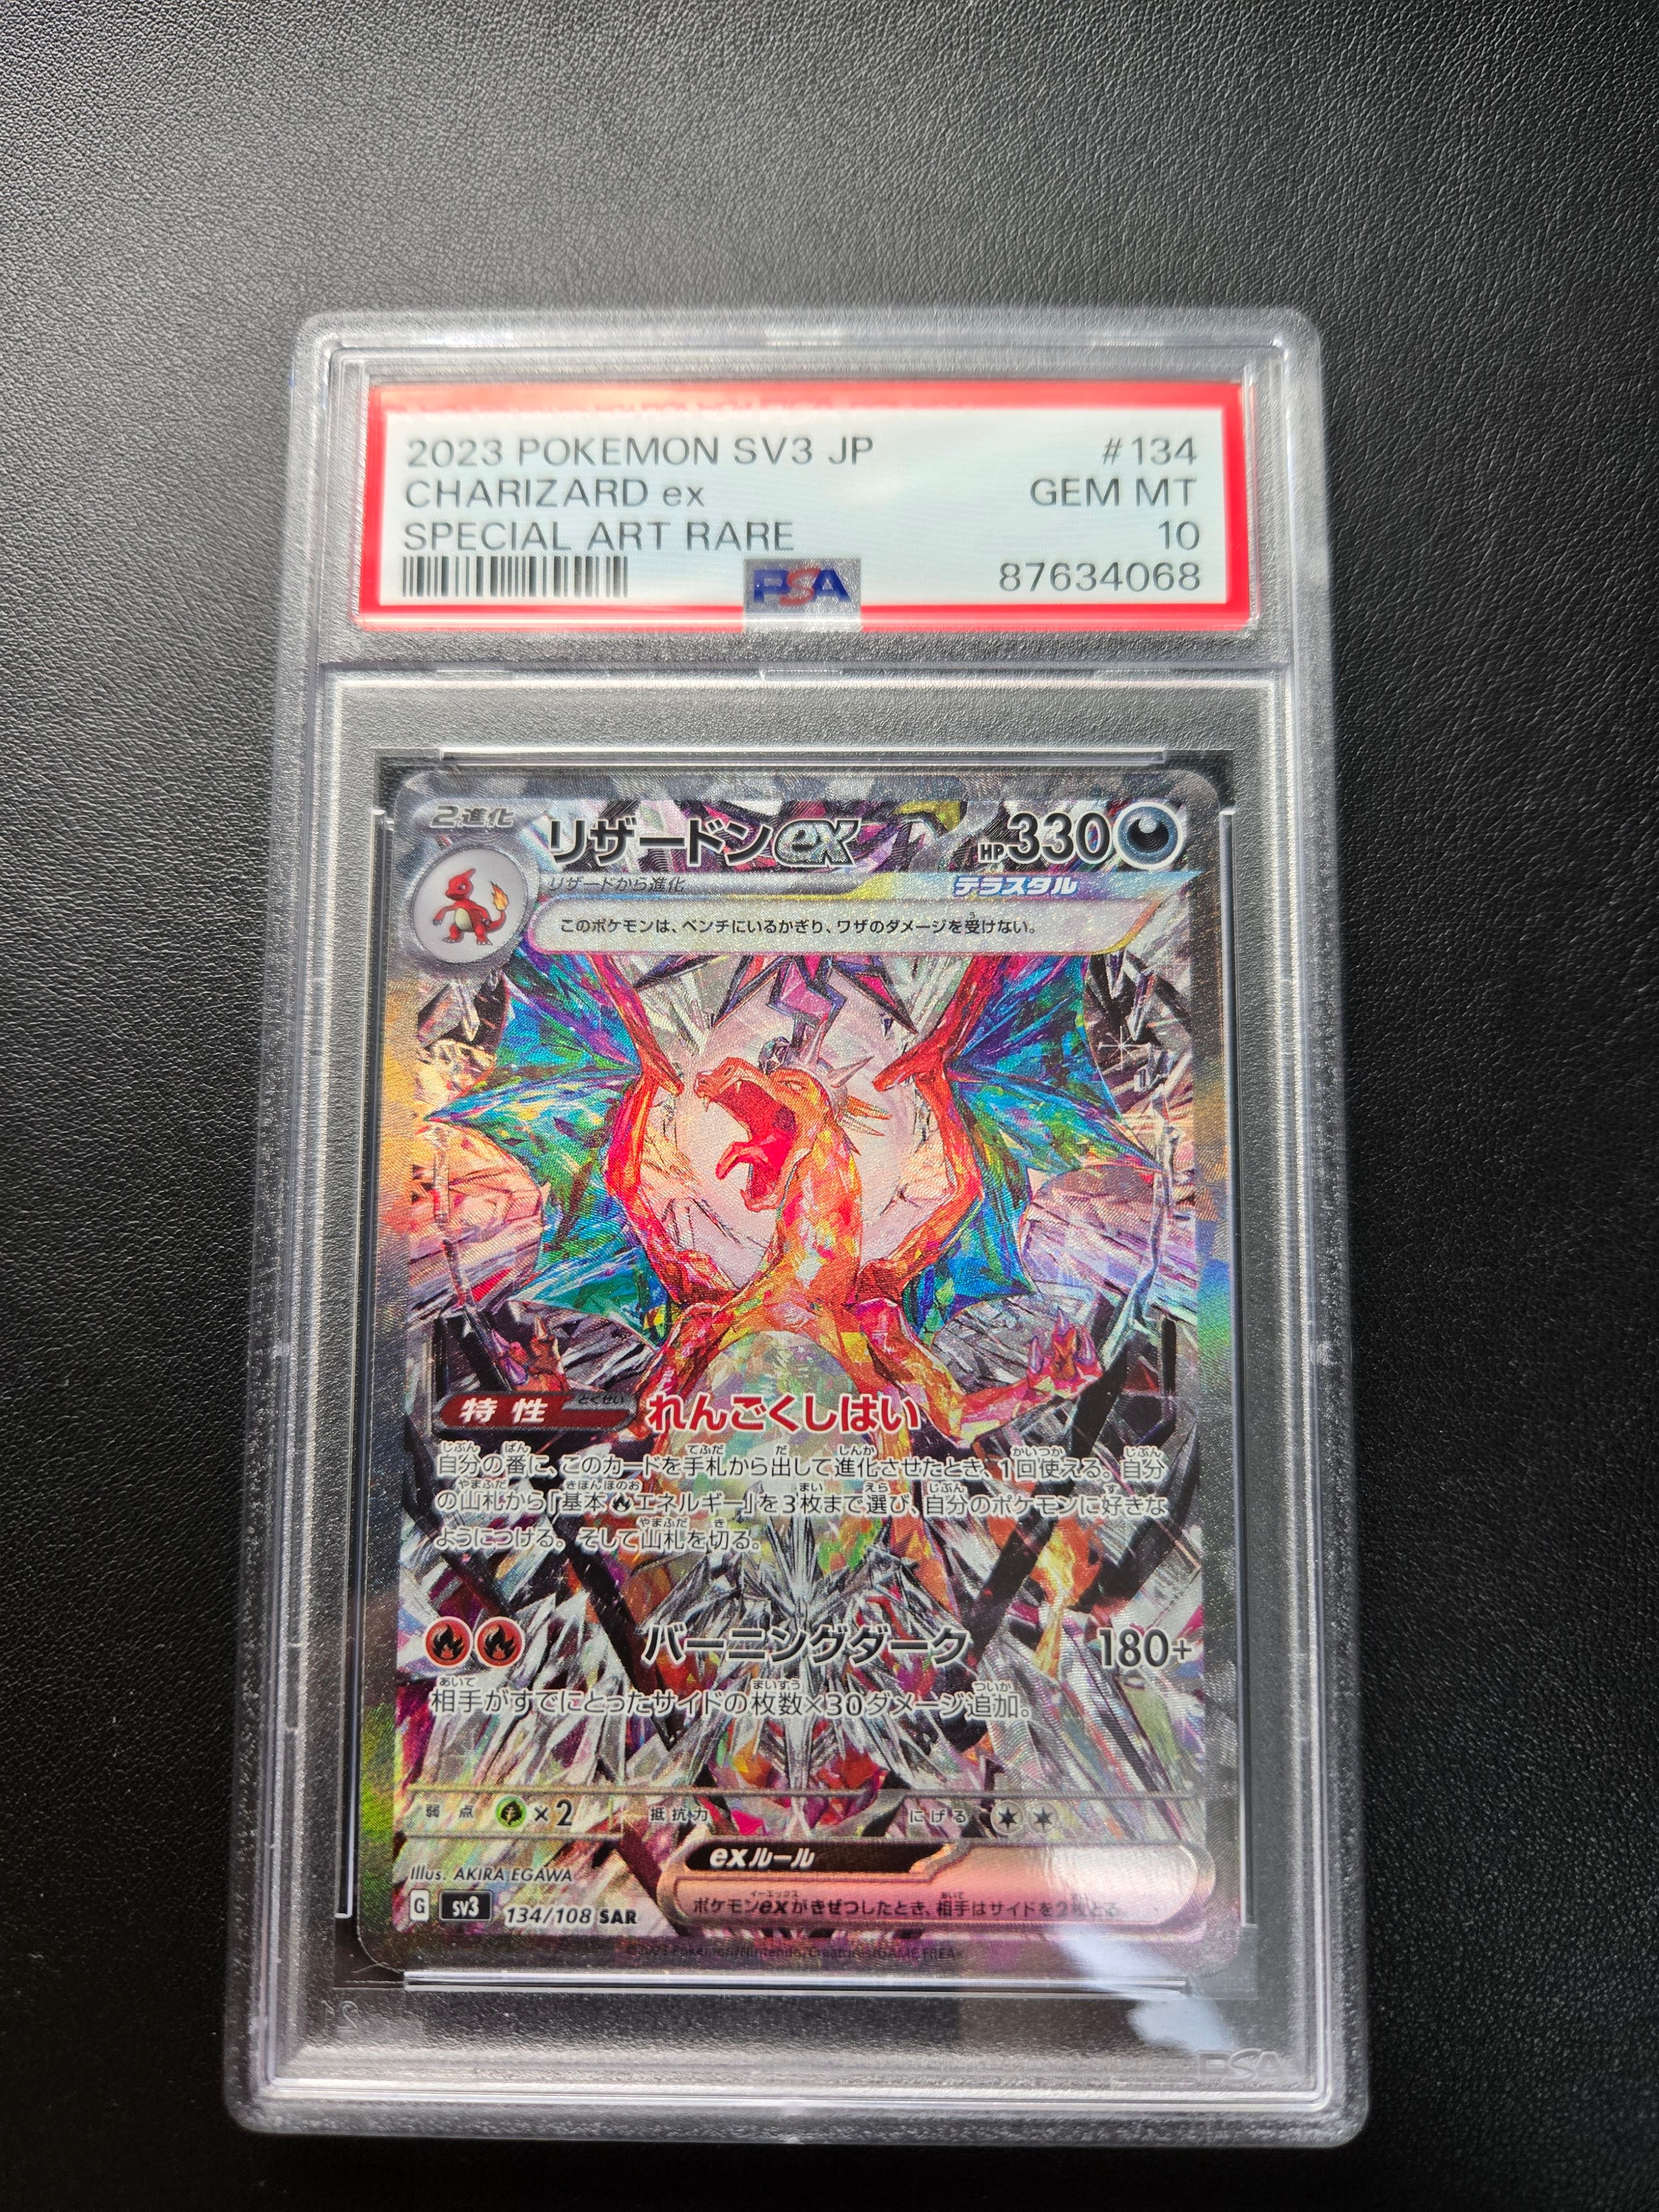 2023 POKEMON SV3 JP #134
CHARIZARD ex GEM MT
SPECIAL ART RARE 10
PSA 87634068
2進化 リザードンex HP330
リザードから進化 テラスタル
このポケモンは、ベンチにいるかぎり、ワザのダメージを受けない。
特性 とくせい れんごくしはい
自分の番に、このカードを手札から出して進化させたとき、1回使える。自分
の山札から「基本エネルギー」を3枚まで選び、自分のポケモンに好きな
ようにつける。そして山札を切る。
バーニングダーク 180+
相手がすでにとったサイドの枚数×30ダメージ追加。
弱点 ×2 抵抗力 にげる
exルール
ポケモンexがきぜつしたとき、相手はサイドを2枚とる。
Illus. AKIRA EGAWA
G SV3 134/108 SAR
©2023 Pokémon/Nintendo/Creatures/GAME FREAK
PSA